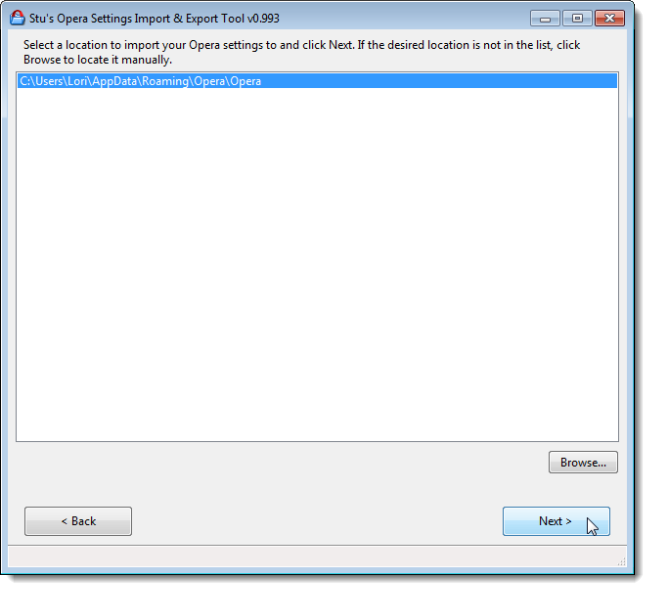 Stu's Opera Settings Import & Export Tool v0.993
Select a location to import your Opera settings to and click Next. If the desired location is not in the list, click
Browse to locate it manually.
C:\Users\Lori\AppData\Roaming\Opera\Opera
Browse...
< Back
Next >